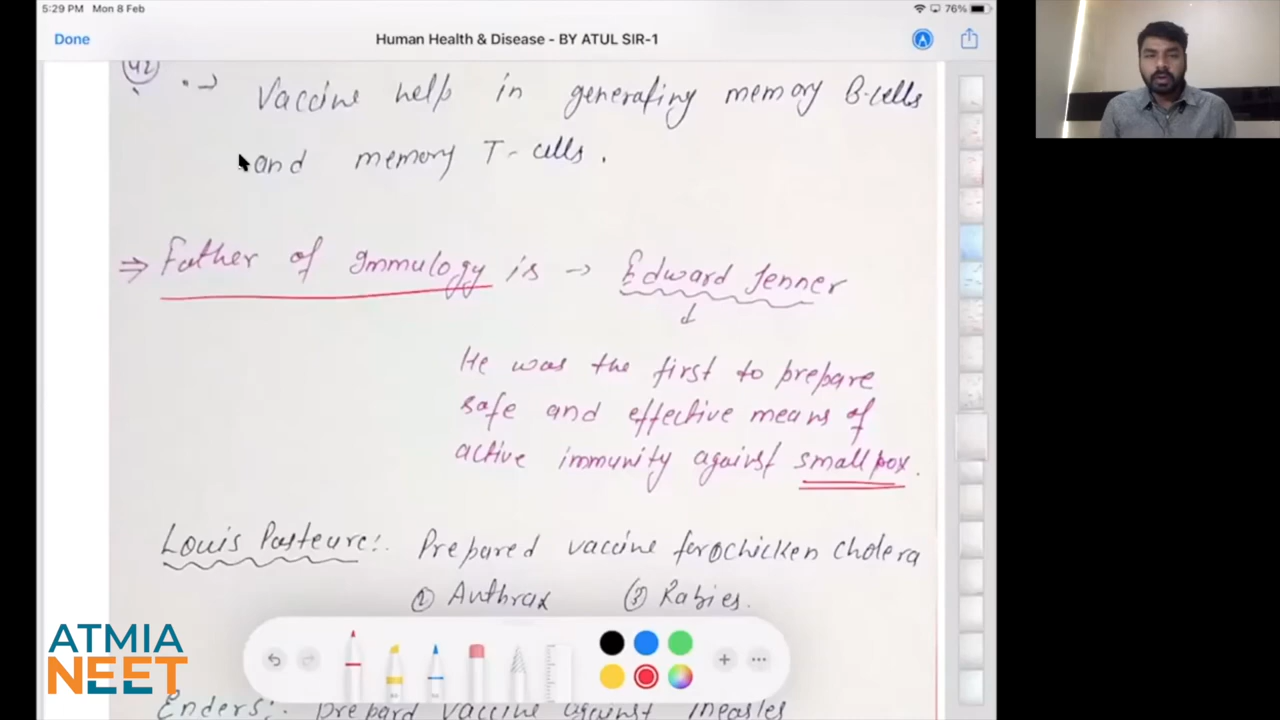 5:29 PM Mon 8 Feb
76%
Done
Human Health & Disease - BY ATUL SIR-1
42
Vaccine help in generating memory B-cells
and memory T-cells.
⇒ Father of Immulogy is → Edward Jenner
He was the first to prepare
safe and effective means of
active immunity against smallpox.
Louis Pasteure:. Prepared vaccine for ① chicken cholera
② Anthrax ③ Rabies.
Enders:. Prepard vaccine against measles
ATMIA
NEET